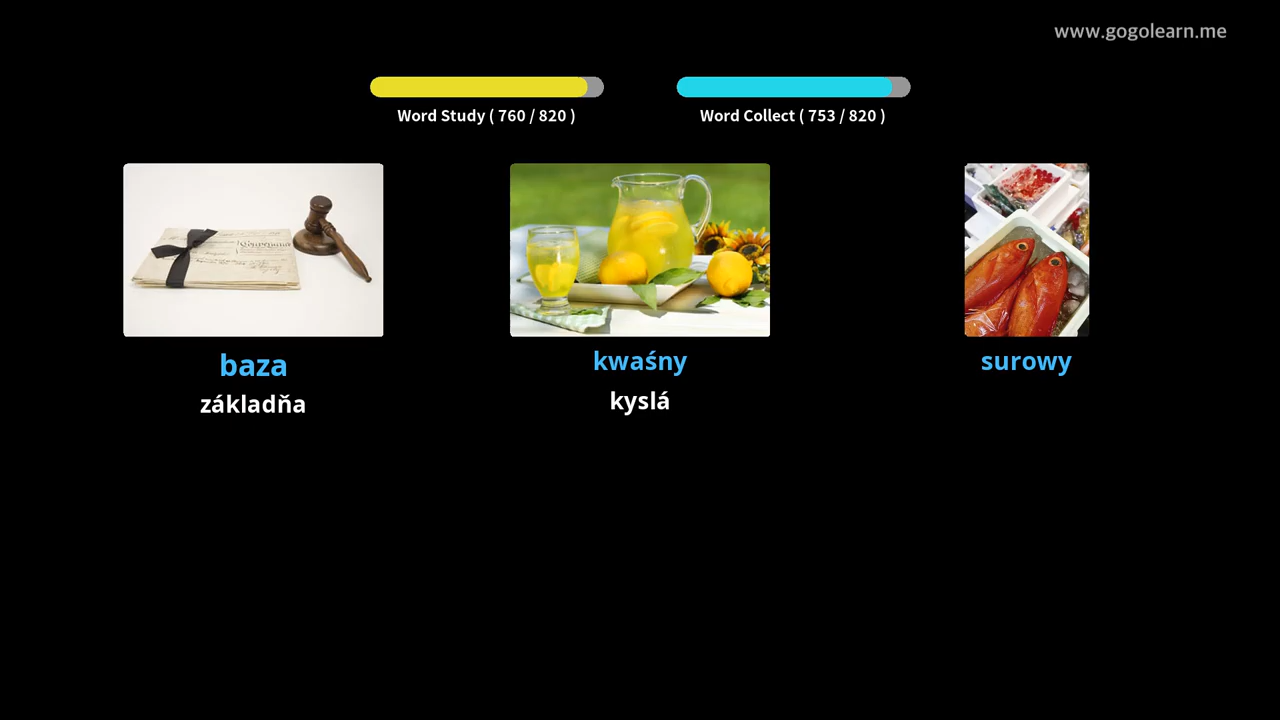 www.gogolearn.me
Word Study ( 760 / 820 )
Word Collect ( 753 / 820 )
baza
základňa
kwaśny
kyslá
surowy